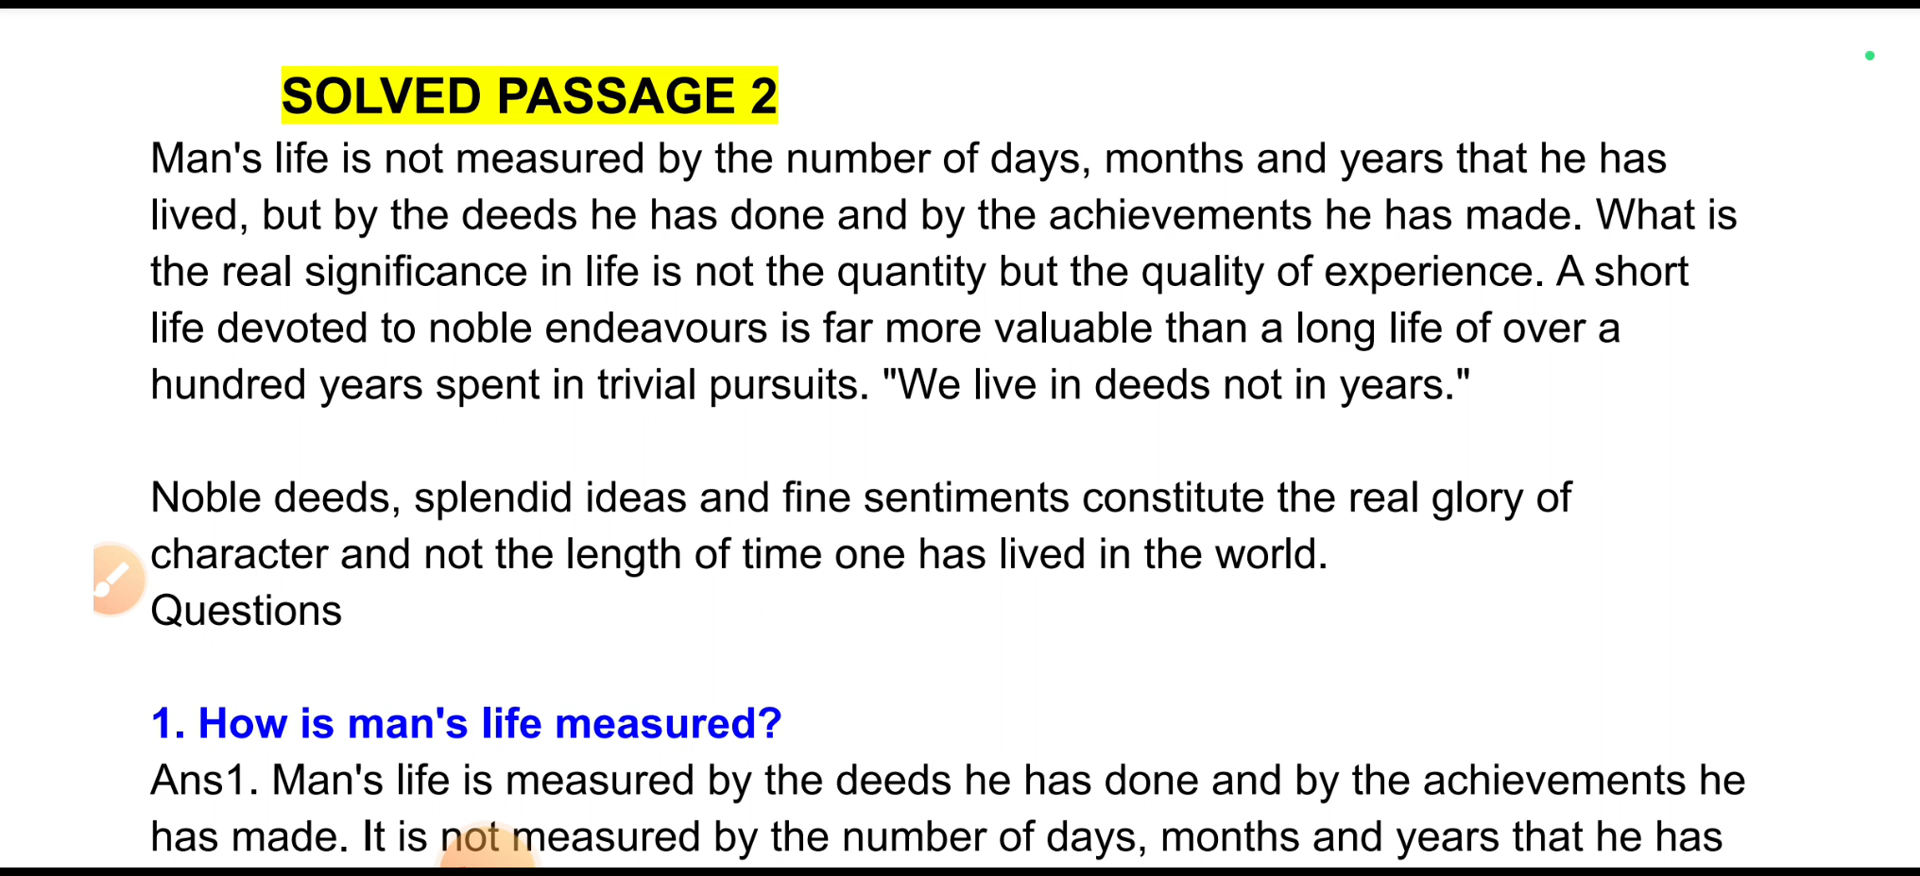 SOLVED PASSAGE 2
Man's life is not measured by the number of days, months and years that he has
lived, but by the deeds he has done and by the achievements he has made. What is
the real significance in life is not the quantity but the quality of experience. A short
life devoted to noble endeavours is far more valuable than a long life of over a
hundred years spent in trivial pursuits. "We live in deeds not in years."
Noble deeds, splendid ideas and fine sentiments constitute the real glory of
character and not the length of time one has lived in the world.
Questions
1. How is man's life measured?
Ans1. Man's life is measured by the deeds he has done and by the achievements he
has made. It is not measured by the number of days, months and years that he has